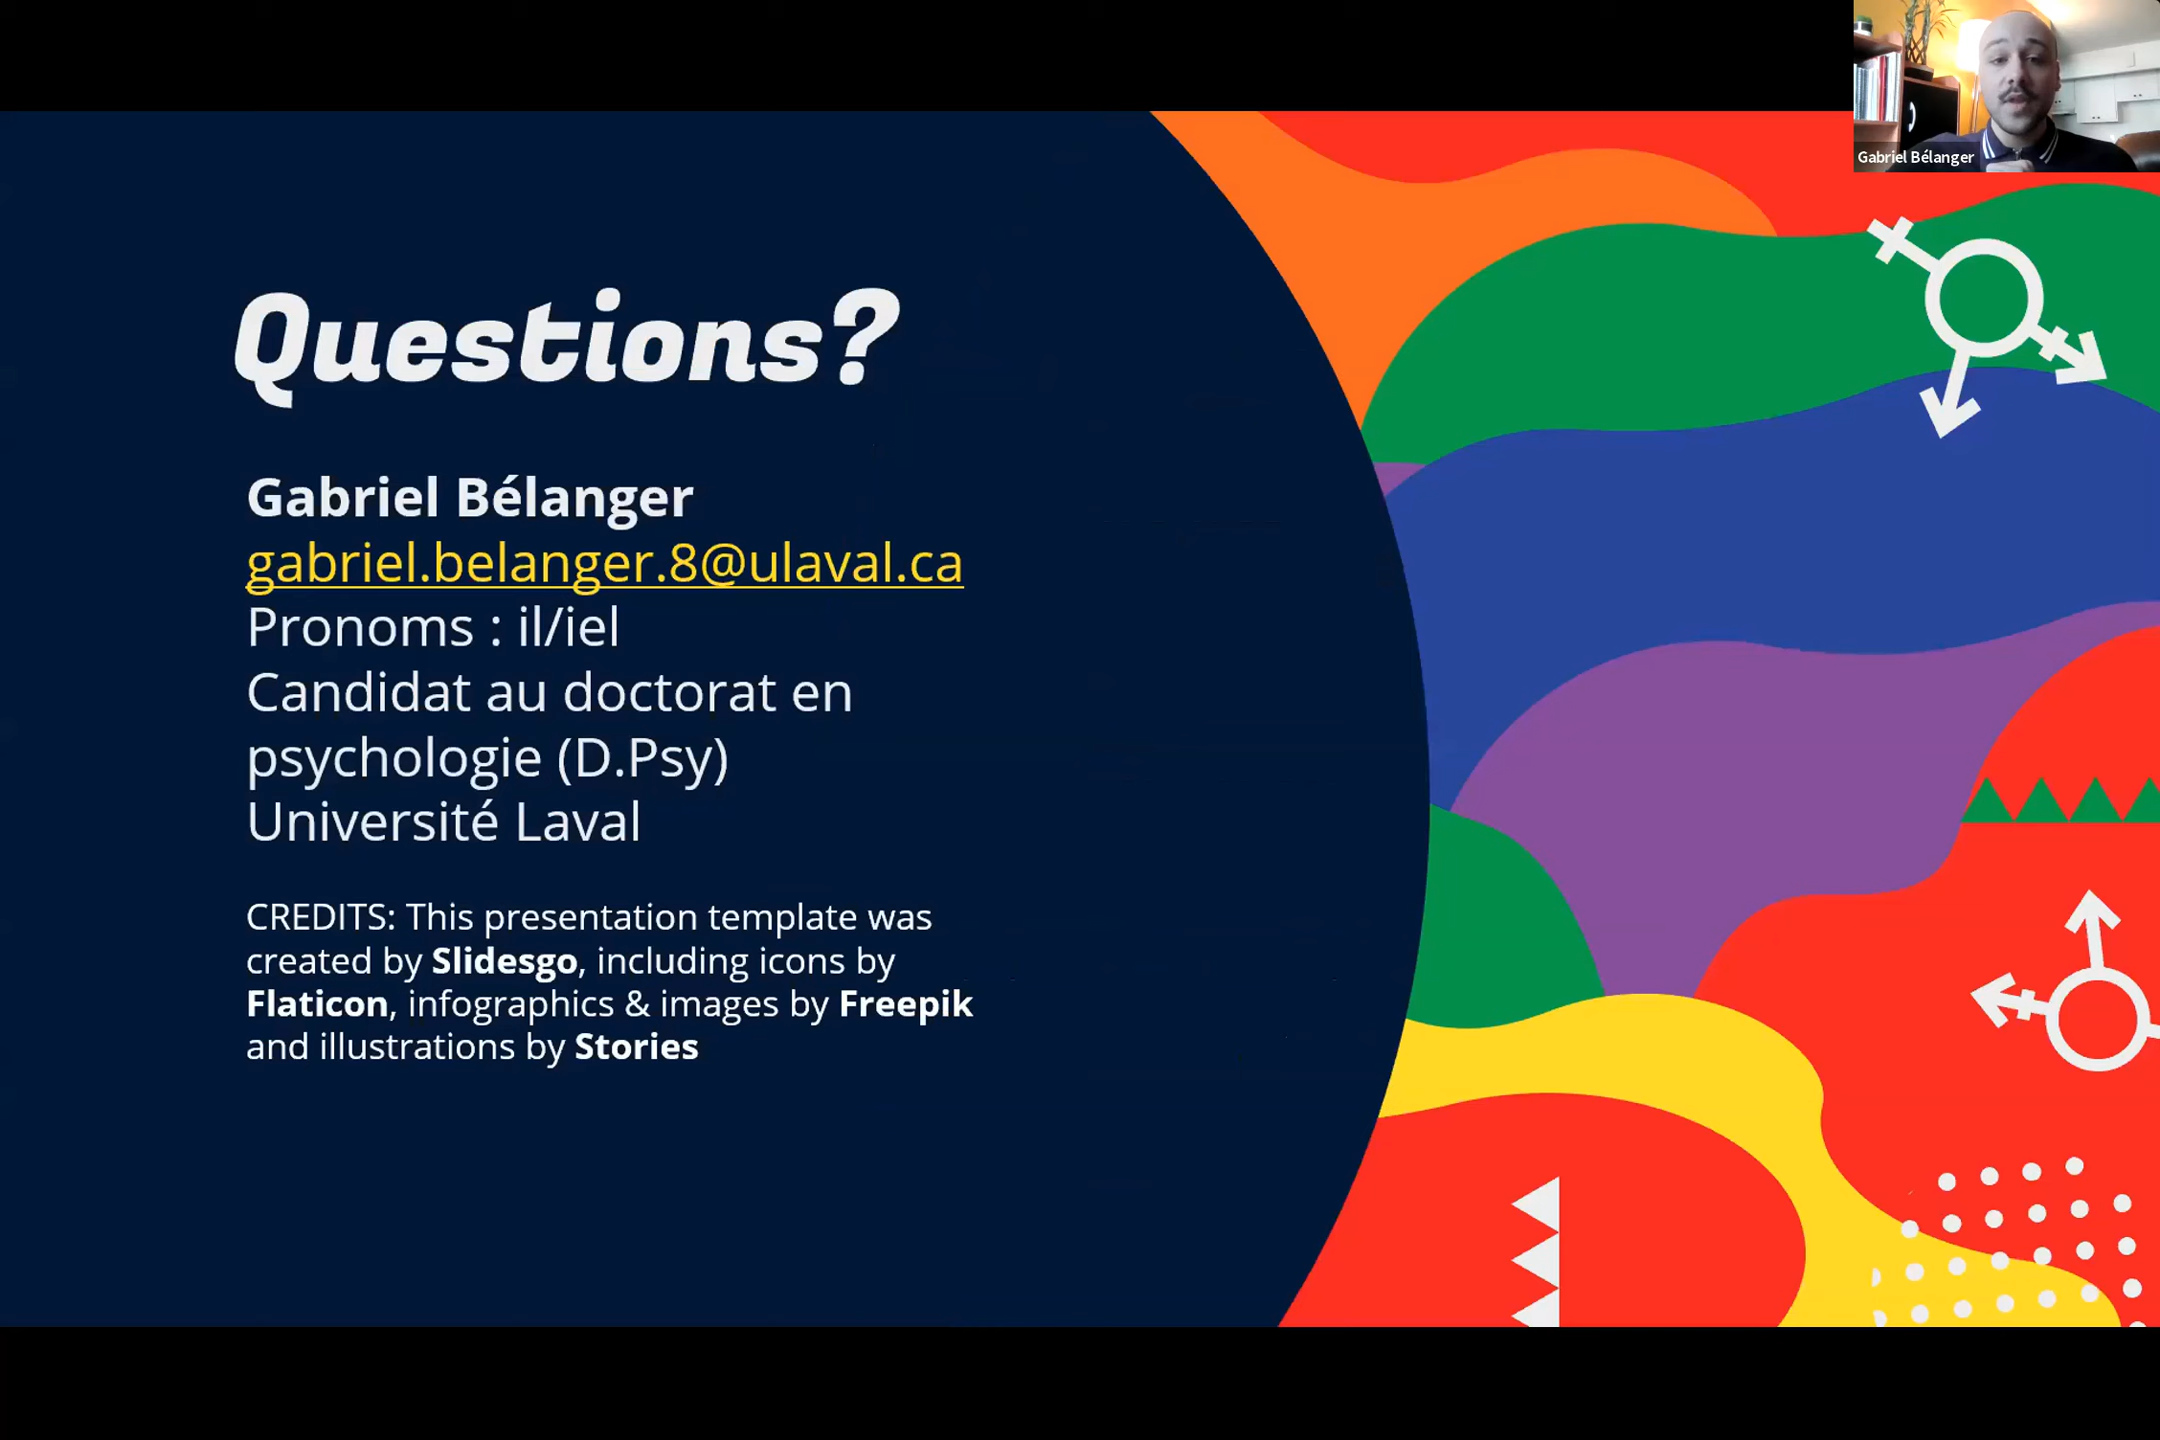 Gabriel Bélanger
Questions?
Gabriel Bélanger
gabriel.belanger.8@ulaval.ca
Pronoms : il/iel
Candidat au doctorat en
psychologie (D.Psy)
Université Laval
CREDITS: This presentation template was
created by Slidesgo, including icons by
Flaticon, infographics & images by Freepik
and illustrations by Stories